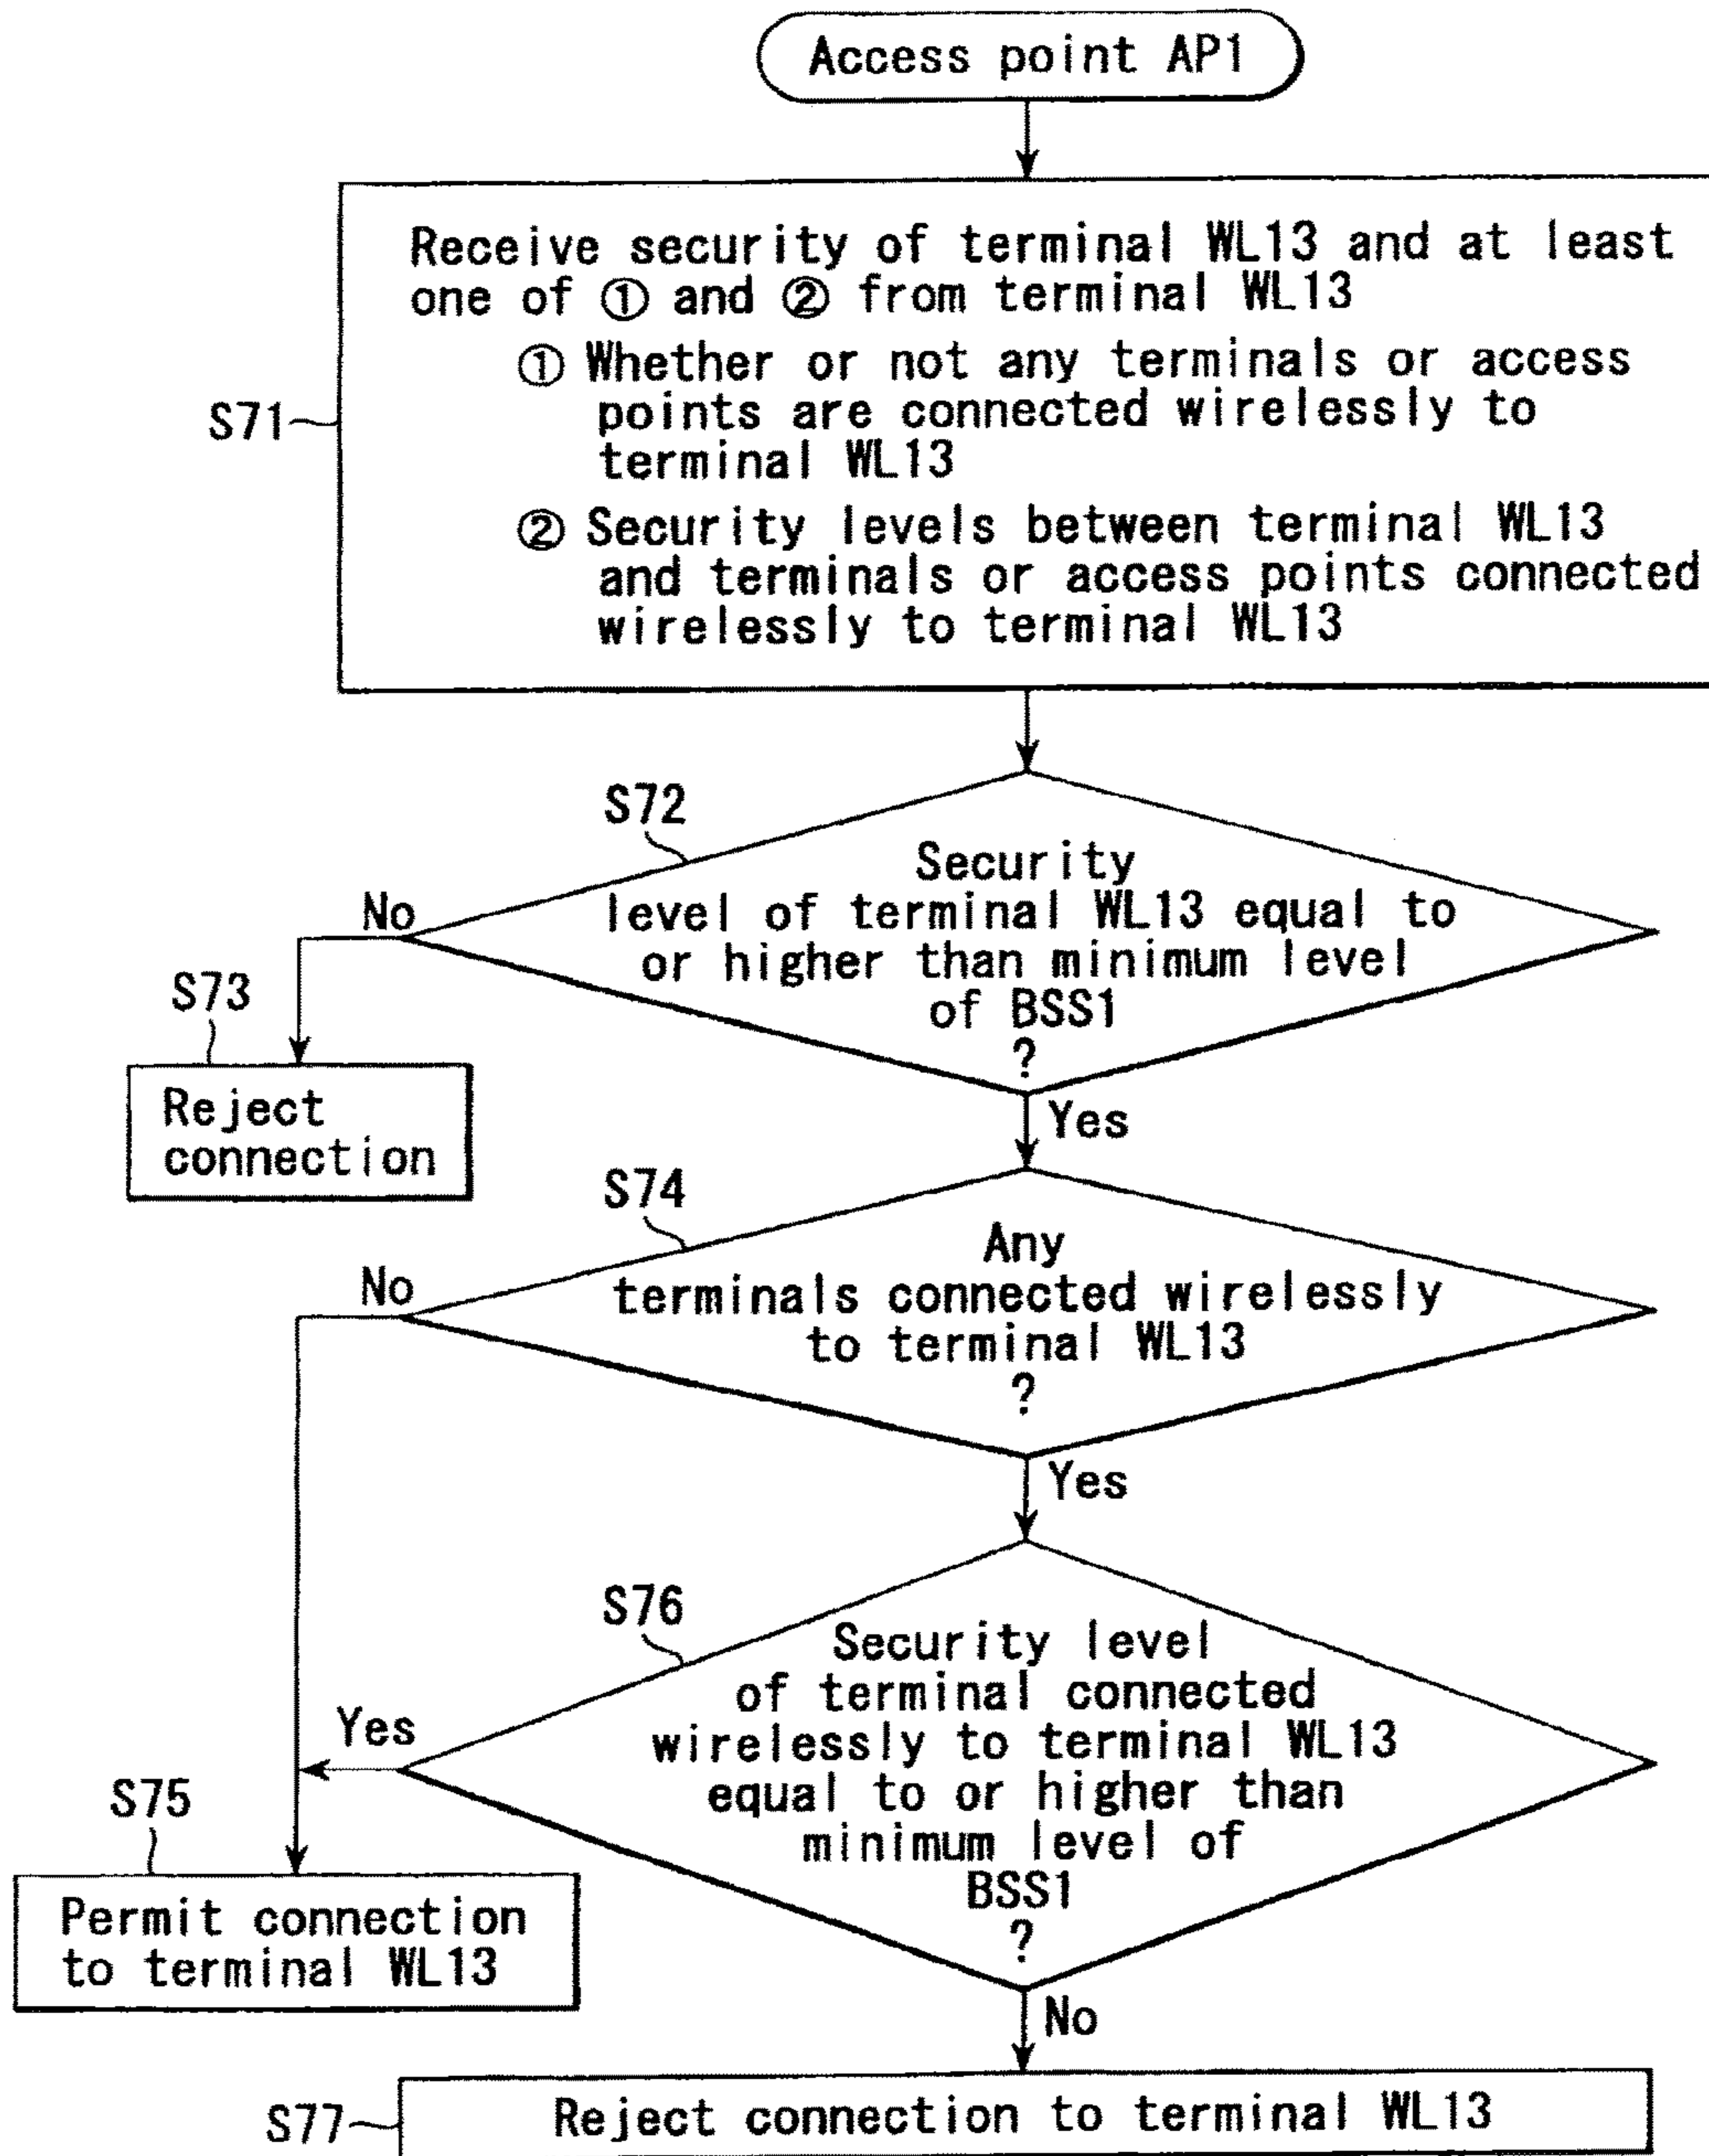 Access point AP1
Receive security of terminal WL13 and at least
one of ① and ② from terminal WL13
① Whether or not any terminals or access
points are connected wirelessly to
terminal WL13
② Security levels between terminal WL13
and terminals or access points connected
wirelessly to terminal WL13
S71
S72
Security
level of terminal WL13 equal to
or higher than minimum level
of BSS1
?
No
S73
Reject
connection
Yes
S74
Any
terminals connected wirelessly
to terminal WL13
?
No
Yes
S76
Security level
of terminal connected
wirelessly to terminal WL13
equal to or higher than
minimum level of
BSS1
?
Yes
S75
Permit connection
to terminal WL13
No
S77
Reject connection to terminal WL13